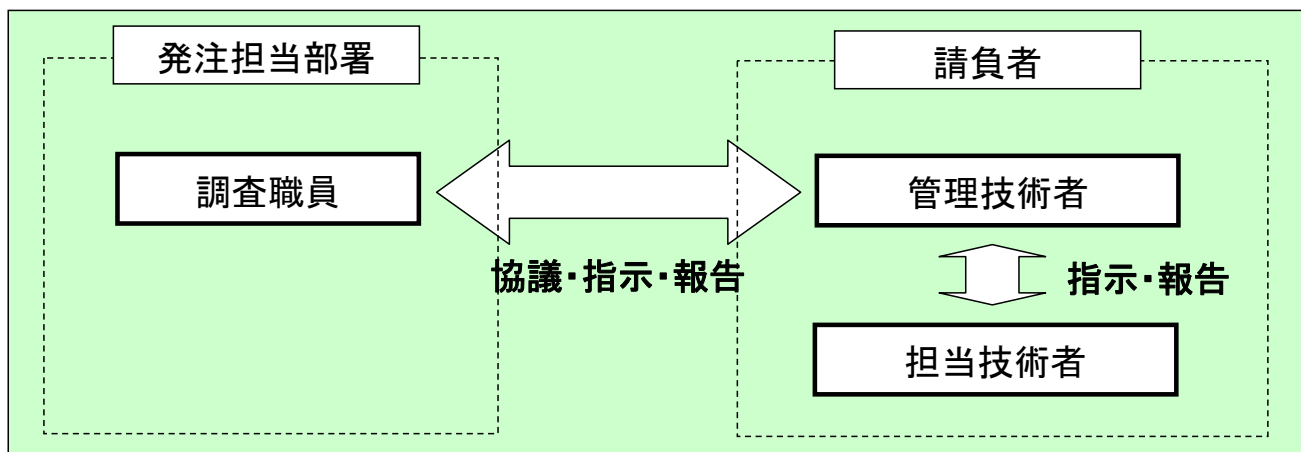 発注担当部署
請負者
調査職員
管理技術者
協議・指示・報告
指示・報告
担当技術者